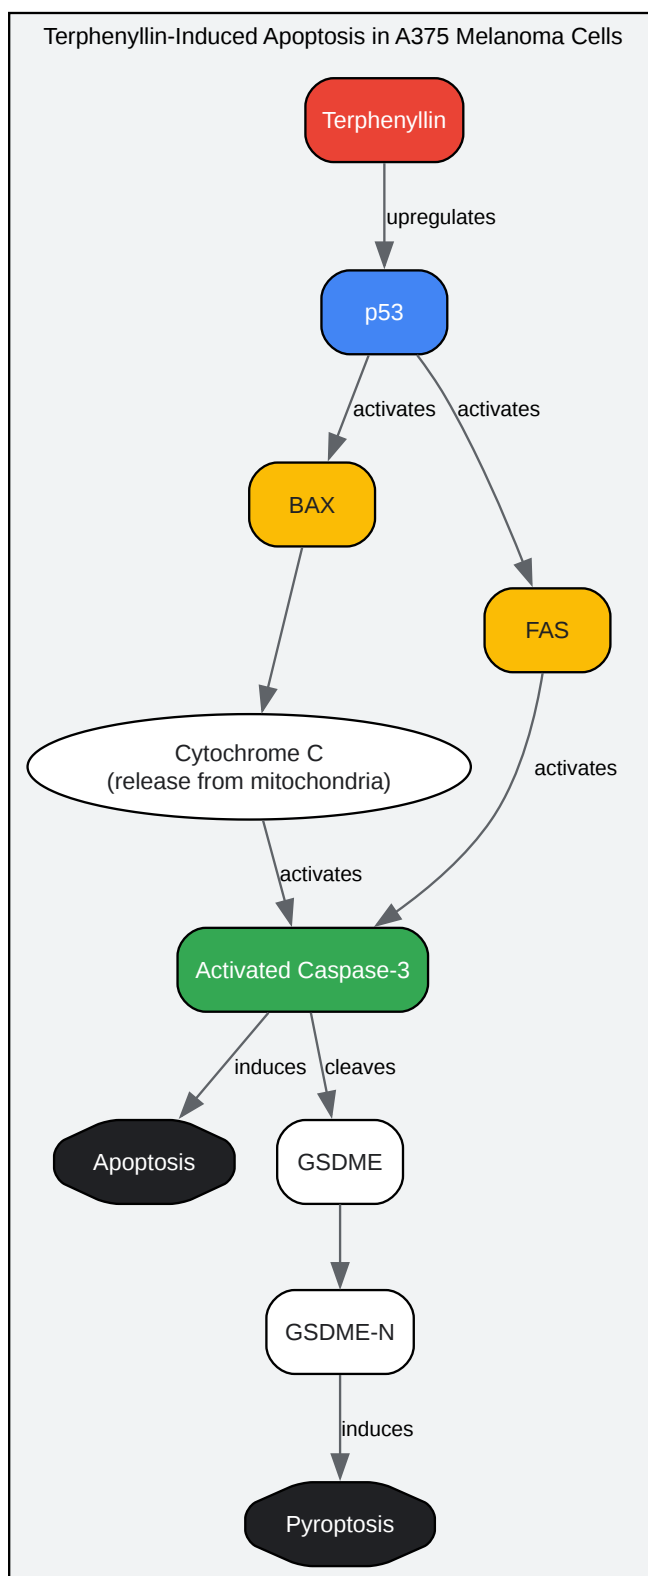 Terphenyllin-Induced Apoptosis in A375 Melanoma Cells
Terphenyllin
upregulates
p53
activates
activates
BAX
FAS
Cytochrome C
(release from mitochondria)
activates
activates
Activated Caspase-3
induces
cleaves
Apoptosis
GSDME
GSDME-N
induces
Pyroptosis